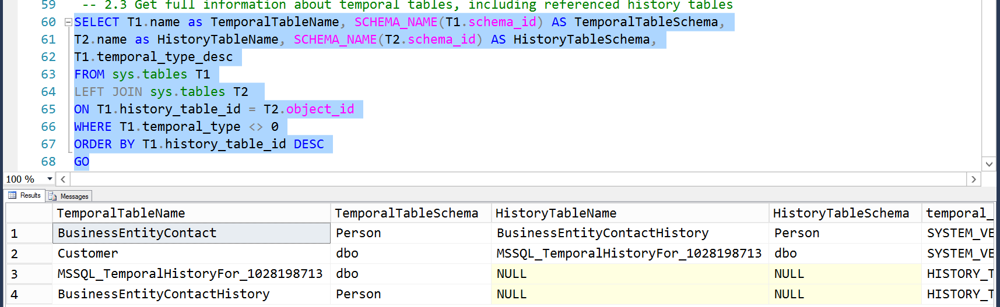 59 -- 2.3 Get full information about temporal tables, including referenced history tables
60 SELECT T1.name as TemporalTableName, SCHEMA_NAME(T1.schema_id) AS TemporalTableSchema,
61 T2.name as HistoryTableName, SCHEMA_NAME(T2.schema_id) AS HistoryTableSchema,
62 T1.temporal_type_desc
63 FROM sys.tables T1
64 LEFT JOIN sys.tables T2
65 ON T1.history_table_id = T2.object_id
66 WHERE T1.temporal_type <> 0
67 ORDER BY T1.history_table_id DESC
68 GO
100 %
Results Messages
TemporalTableName TemporalTableSchema HistoryTableName HistoryTableSchema temporal_
1 BusinessEntityContact Person BusinessEntityContactHistory Person SYSTEM_VE
2 Customer dbo MSSQL_TemporalHistoryFor_1028198713 dbo SYSTEM_VE
3 MSSQL_TemporalHistoryFor_1028198713 dbo NULL NULL HISTORY_T
4 BusinessEntityContactHistory Person NULL NULL HISTORY_T